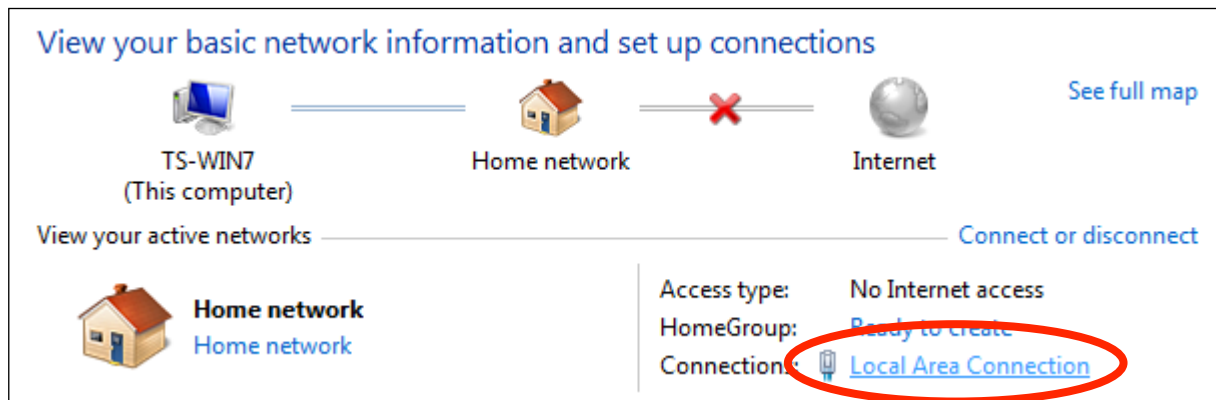 View your basic network information and set up connections
See full map
TS-WIN7
(This computer)
Home network
Internet
View your active networks
Connect or disconnect
Home network
Home network
Access type: No Internet access
HomeGroup: Ready to create
Connections: Local Area Connection